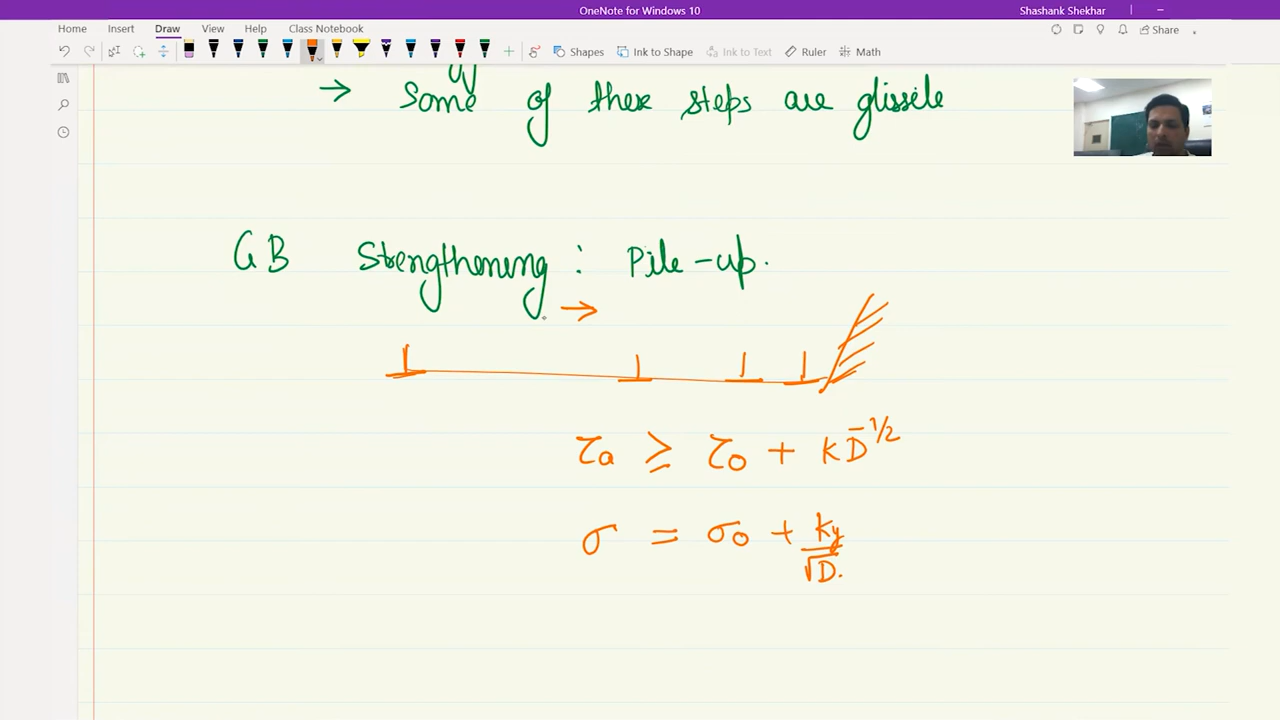 OneNote for Windows 10
Shashank Shekhar
Home Insert Draw View Help Class Notebook
Share
Shapes Ink to Shape Ink to Text Ruler Math
→ Some of these steps are glissile
GB Strengthening : Pile-up.
→
τa ≥ τo + kD^-1/2
σ = σo + ky/√D.